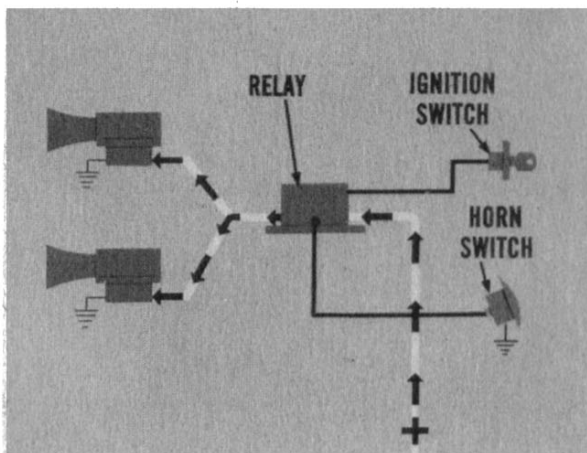 RELAY
IGNITION
SWITCH
HORN
SWITCH
+